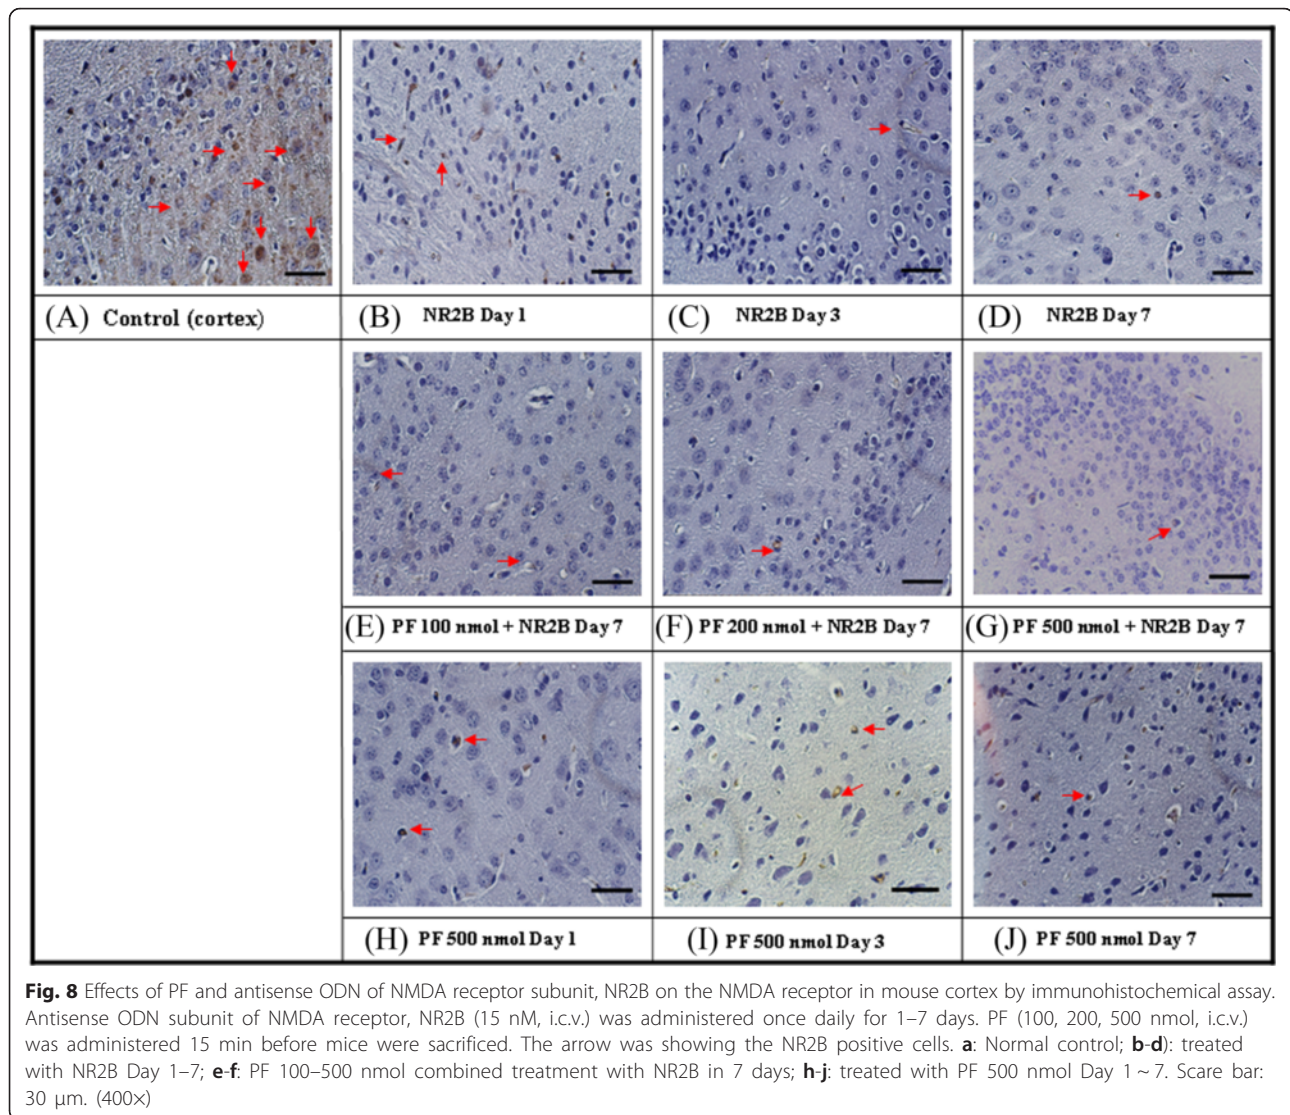 (A) Control (cortex)
(B) NR2B Day 1
(C) NR2B Day 3
(D) NR2B Day 7
(E) PF 100 nmol + NR2B Day 7
(F) PF 200 nmol + NR2B Day 7
(G) PF 500 nmol + NR2B Day 7
(H) PF 500 nmol Day 1
(I) PF 500 nmol Day 3
(J) PF 500 nmol Day 7
Fig. 8 Effects of PF and antisense ODN of NMDA receptor subunit, NR2B on the NMDA receptor in mouse cortex by immunohistochemical assay.
Antisense ODN subunit of NMDA receptor, NR2B (15 nM, i.c.v.) was administered once daily for 1–7 days. PF (100, 200, 500 nmol, i.c.v.)
was administered 15 min before mice were sacrificed. The arrow was showing the NR2B positive cells. a: Normal control; b-d): treated
with NR2B Day 1–7; e-f: PF 100–500 nmol combined treatment with NR2B in 7 days; h-j: treated with PF 500 nmol Day 1 ~ 7. Scare bar:
30 μm. (400×)